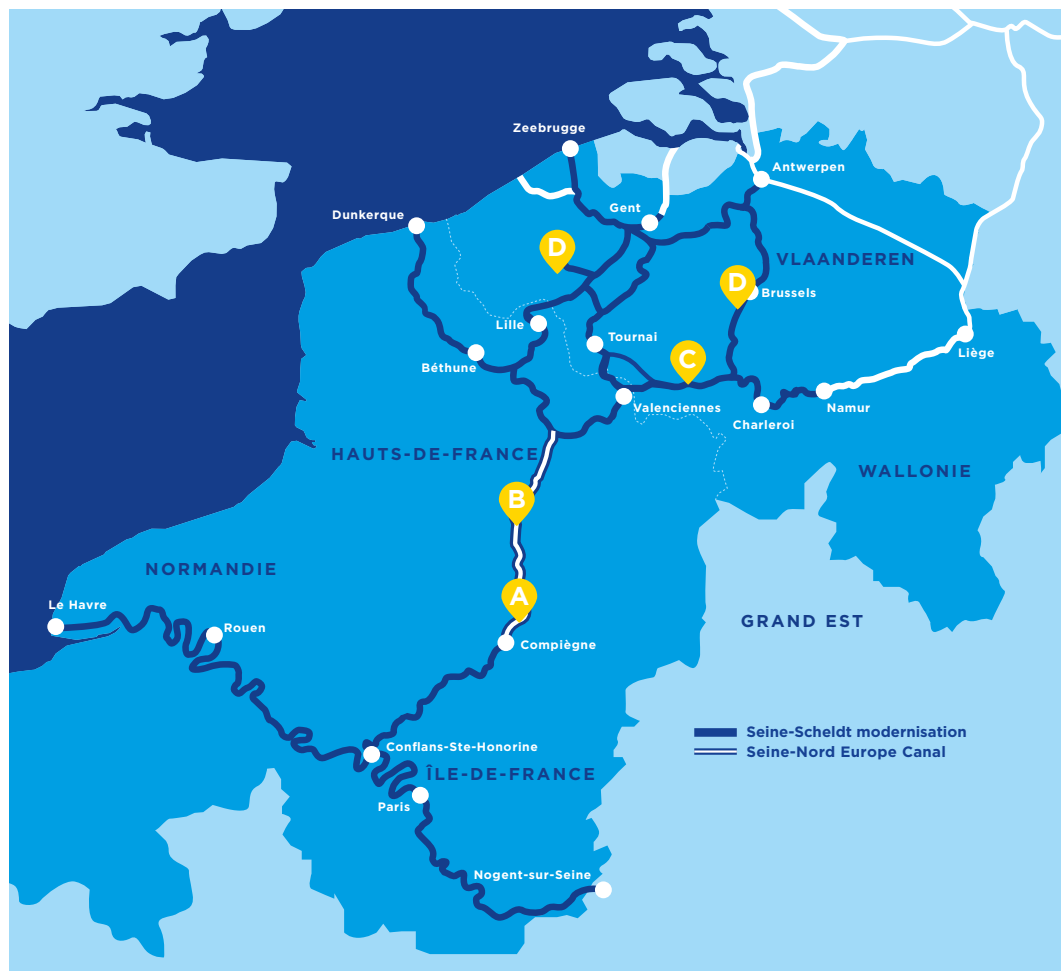 Zeebrugge
Antwerpen
Dunkerque
Gent
D
VLAANDEREN
D
Brussels
Lille
Tournai
Liège
C
Béthune
Valenciennes
Namur
Charleroi
HAUTS-DE-FRANCE
WALLONIE
B
NORMANDIE
A
Le Havre
GRAND EST
Rouen
Compiègne
Seine-Scheldt modernisation
Conflans-Ste-Honorine
Seine-Nord Europe Canal
ÎLE-DE-FRANCE
Paris
Nogent-sur-Seine